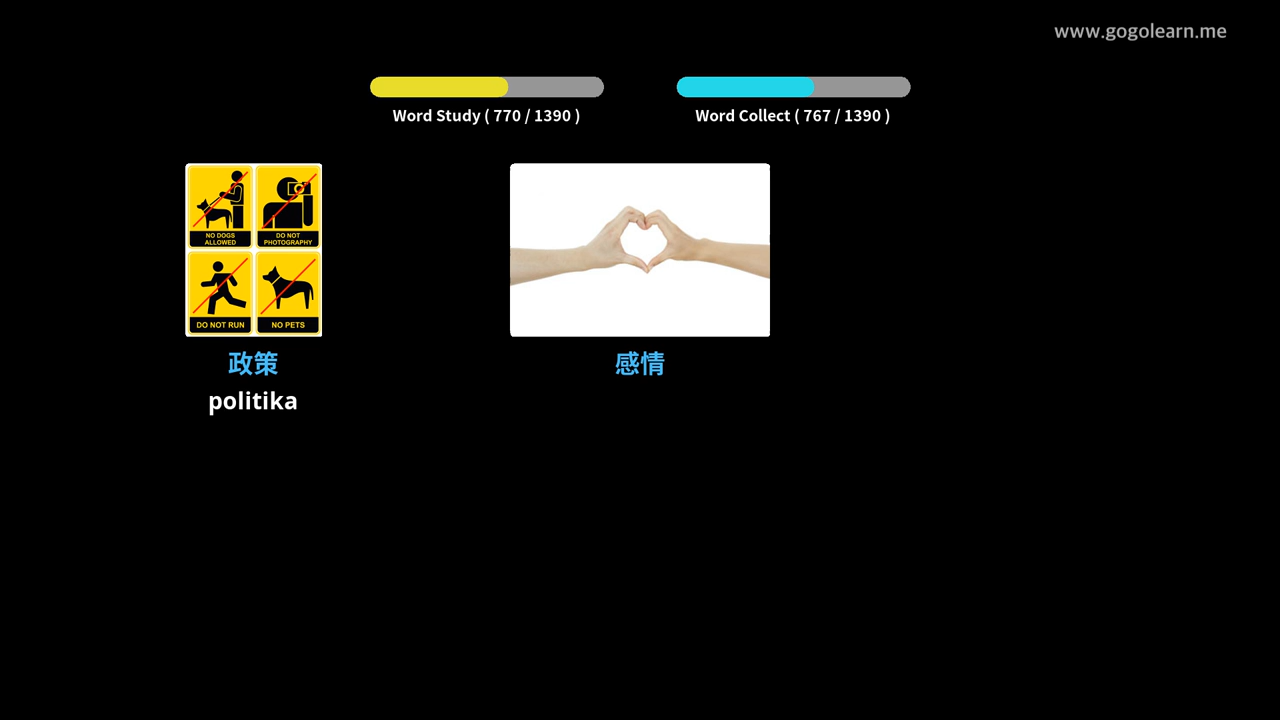 www.gogolearn.me
Word Study ( 770 / 1390 )
Word Collect ( 767 / 1390 )
NO DOGS
ALLOWED
DO NOT
PHOTOGRAPHY
DO NOT RUN
NO PETS
政策
politika
感情